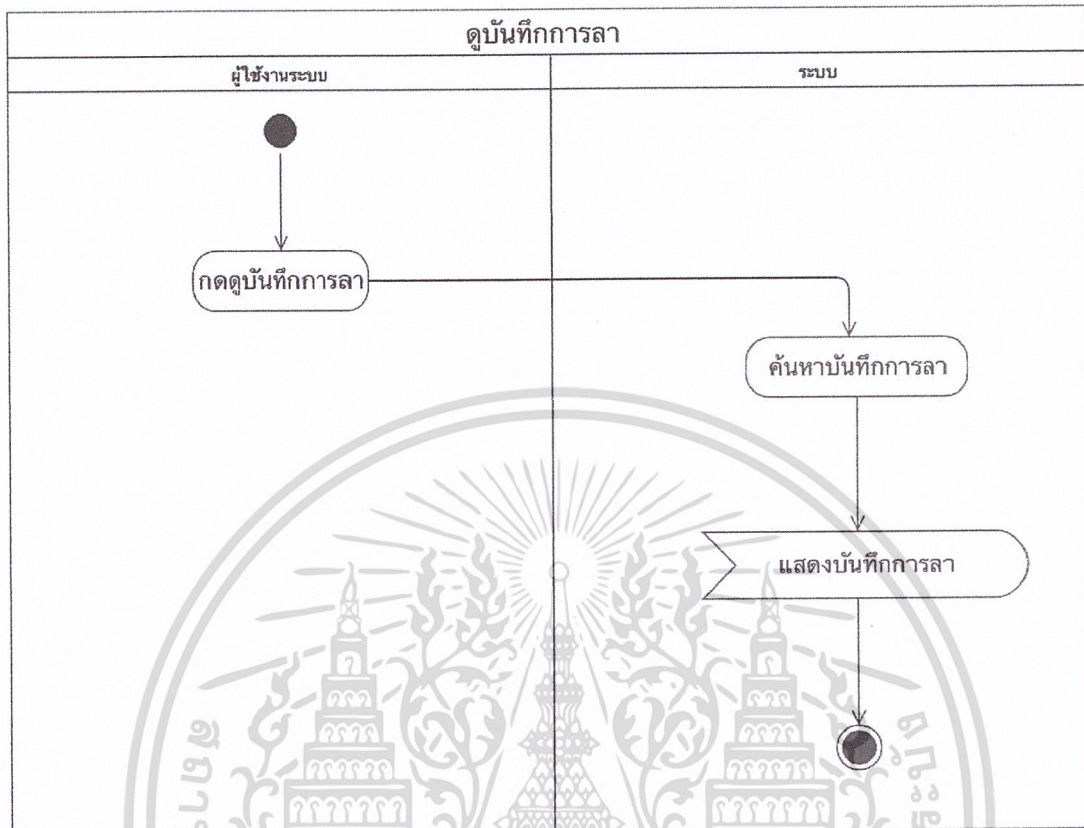 ดูบันทึกการลา
ผู้ใช้งานระบบ
ระบบ
กดดูบันทึกการลา
ค้นหาบันทึกการลา
แสดงบันทึกการลา